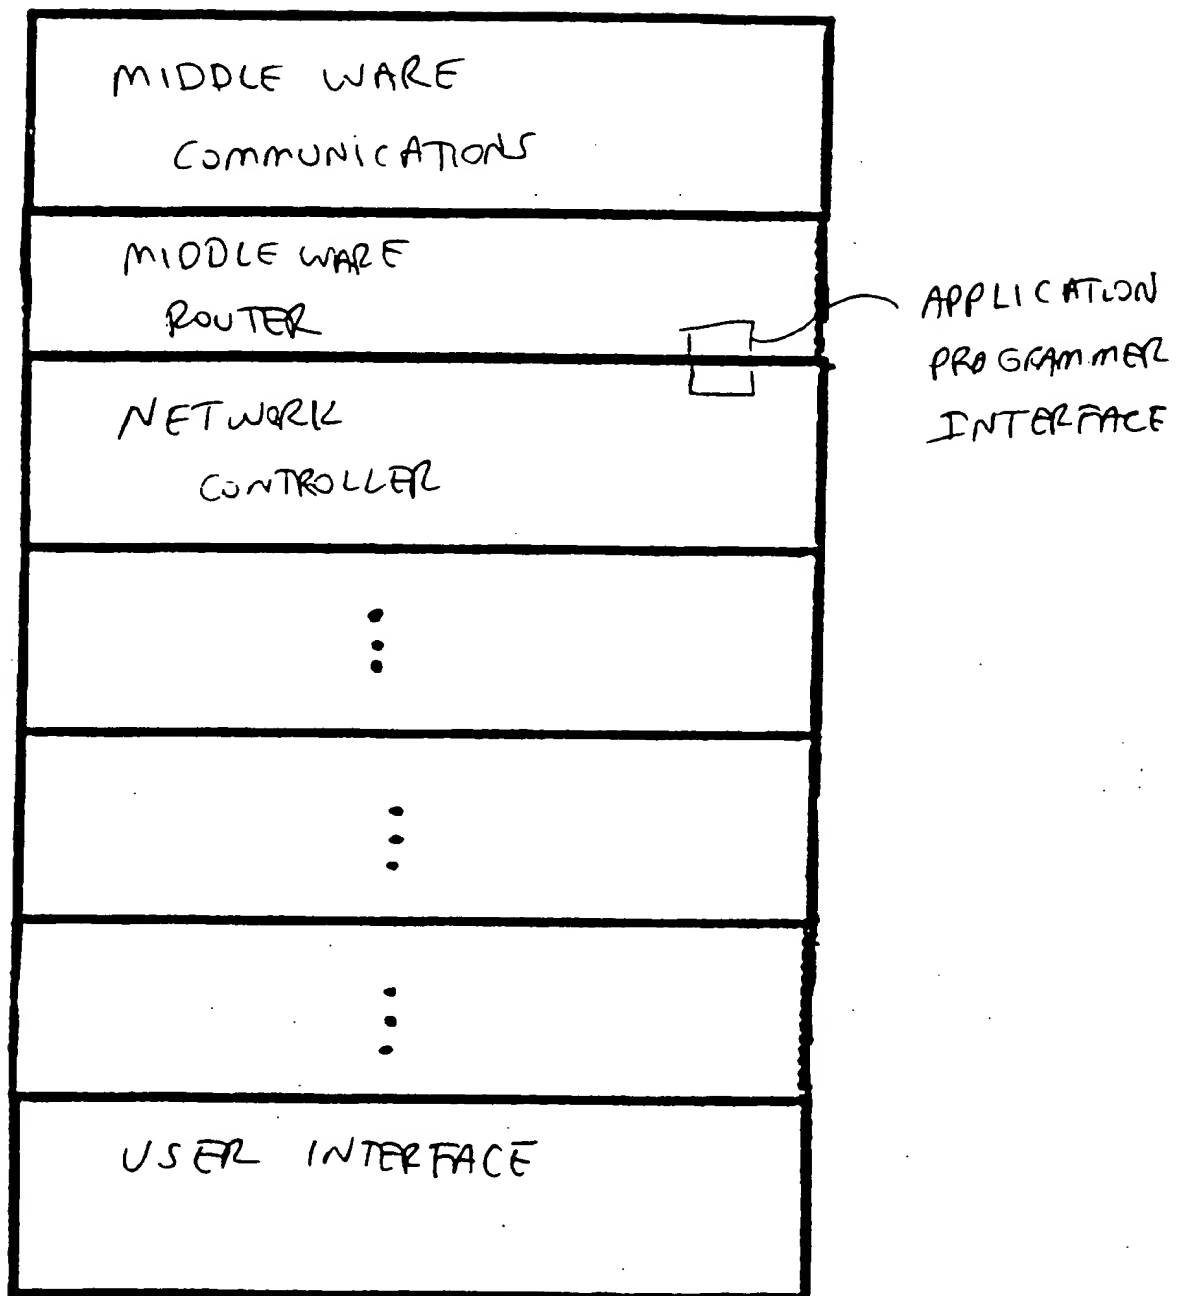 MIDDLE WARE
COMMUNICATIONS
MIDDLE WARE
ROUTER
APPLICATION
PROGRAMMER
INTERFACE
NETWORK
CONTROLLER
USER INTERFACE